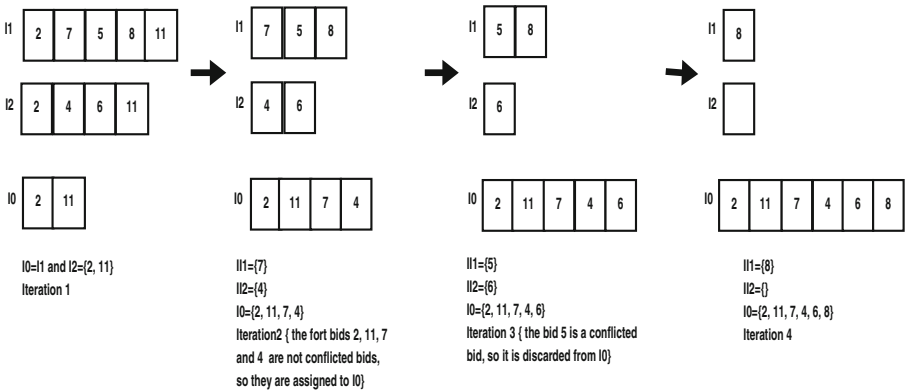 I1 2 7 5 8 11
I2 2 4 6 11
I0 2 11
I0=I1 and I2={2, 11}
Iteration 1
I1 7 5 8
I2 4 6
I0 2 11 7 4
II1={7}
II2={4}
I0={2, 11, 7, 4}
Iteration2 { the fort bids 2, 11, 7
and 4 are not conflicted bids,
so they are assigned to I0}
I1 5 8
I2 6
I0 2 11 7 4 6
II1={5}
II2={6}
I0={2, 11, 7, 4, 6}
Iteration 3 { the bid 5 is a conflicted
bid, so it is discarded from I0}
I1 8
I2
I0 2 11 7 4 6 8
II1={8}
II2={}
I0={2, 11, 7, 4, 6, 8}
Iteration 4